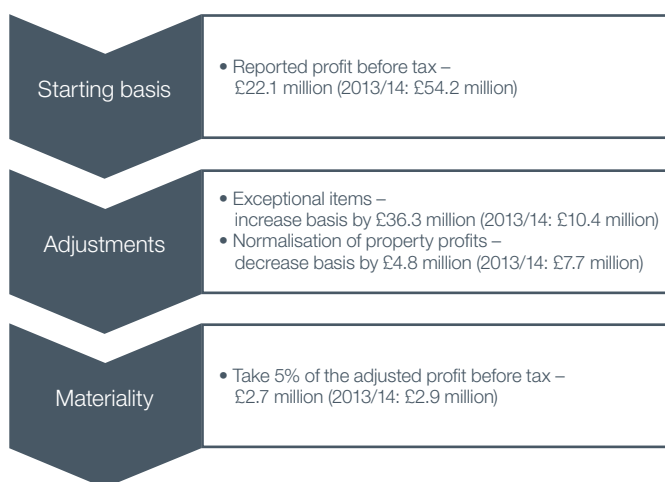 Starting basis
• Reported profit before tax –
£22.1 million (2013/14: £54.2 million)
Adjustments
• Exceptional items –
increase basis by £36.3 million (2013/14: £10.4 million)
• Normalisation of property profits –
decrease basis by £4.8 million (2013/14: £7.7 million)
Materiality
• Take 5% of the adjusted profit before tax –
£2.7 million (2013/14: £2.9 million)